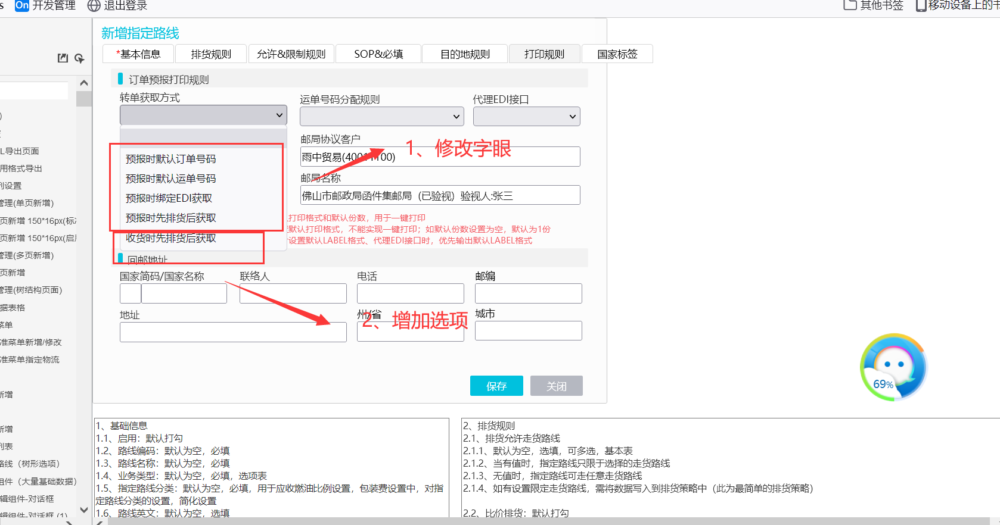 s On 开发管理 退出登录 其他书签 移动设备上的书
新增指定路线
*基本信息 排货规则 允许&限制规则 SOP&必填 目的地规则 打印规则 国家标签
订单预报打印规则
转单获取方式 运单号码分配规则 代理EDI接口
预报时默认订单号码
预报时默认运单号码
预报时绑定EDI获取
预报时先排货后获取
收货时先排货后获取
邮局协议客户
雨中贸易(400 100)
1、修改字眼
邮局名称
佛山市邮政局函件集邮局（已验视）验视人:张三
打印格式和默认份数，用于一键打印
默认打印格式，不能实现一键打印；如默认份数设置为空，默认为1份
设置默认LABEL格式、代理EDI接口时，优先输出默认LABEL格式
回邮地址
国家简码/国家名称 联络人 电话 邮编
地址 州/省 城市
2、增加选项
保存 关闭
69%
L导出页面
用格式导出
列设置
管理(单页新增)
页新增 150*16px(标
页新增 150*16px(启
管理(多页新增)
页新增
管理(树结构页面)
据表格
菜单
准菜单新增/修改
准菜单指定物流
新增
新增
列表
路线（树形选项）
组件（大量基础数据）
辑组件-对话框
辑组件-对话框 (1)
1、基础信息
1.1、启用：默认打勾
1.2、路线编码：默认为空，必填
1.3、路线名称：默认为空，必填
1.4、业务类型：默认为空，必填，选项表
1.5、指定路线分类：默认为空，必填，用于应收燃油比例设置，包装费设置中，对指
定路线分类的设置，简化设置
1.6、路线英文：默认为空，选填
2、排货规则
2.1、排货允许走货路线
2.1.1、默认为空，选填，可多选，基本表
2.1.2、当有值时，指定路线只限于选择的走货路线
2.1.3、无值时，指定路线可走任意走货路线
2.1.4、如有设置限定走货路线，需将数据写入到排货策略中（此为最简单的排货策略）
2.2、比价排货：默认打勾